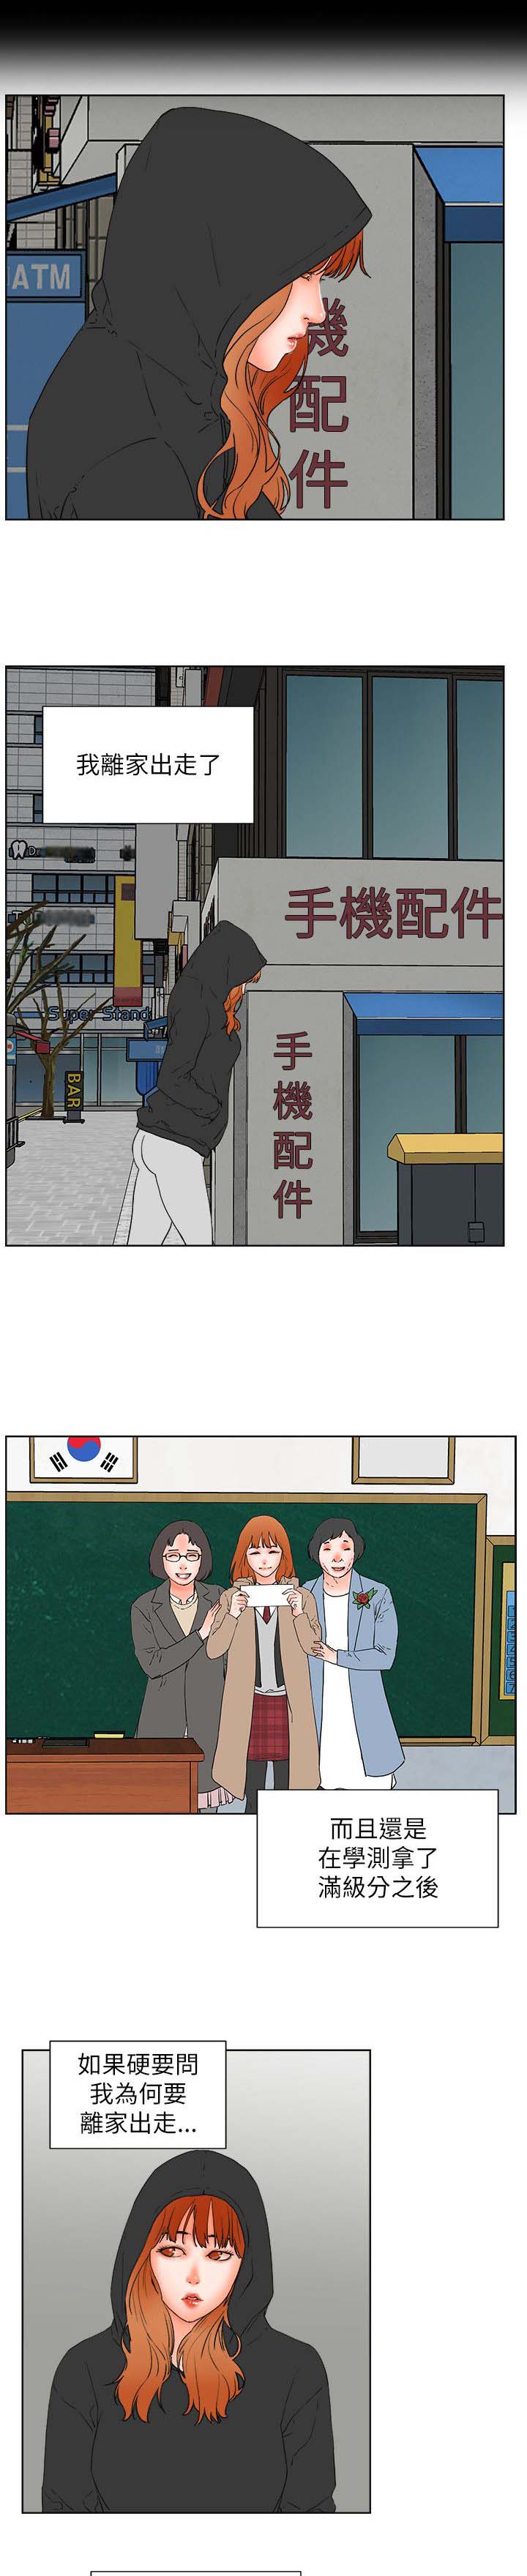 ATM
機
配
件
我離家出走了
手機配件
Super Stand
BAR
手
機
配
件
而且還是
在學測拿了
滿級分之後
如果硬要問
我為何要
離家出走...